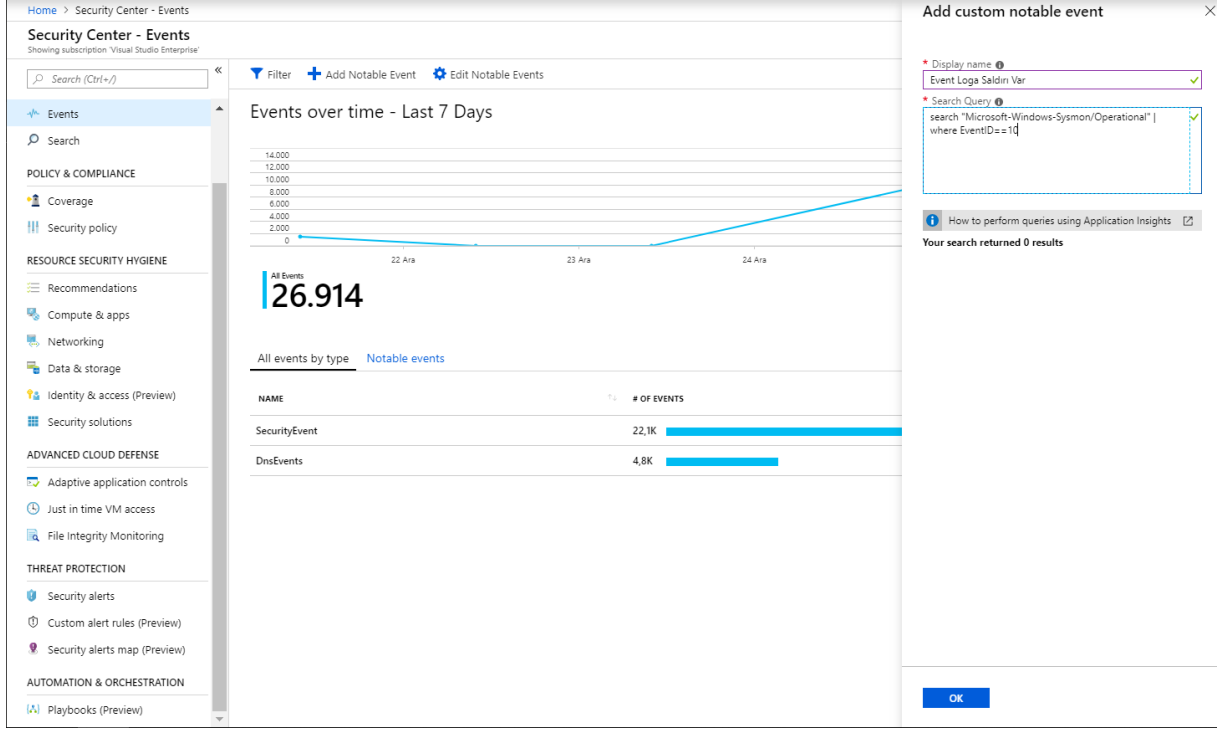 Home > Security Center - Events
Security Center - Events
Showing subscription 'Visual Studio Enterprise'
Search (Ctrl+/)
«
Events
Search
POLICY & COMPLIANCE
Coverage
Security policy
RESOURCE SECURITY HYGIENE
Recommendations
Compute & apps
Networking
Data & storage
Identity & access (Preview)
Security solutions
ADVANCED CLOUD DEFENSE
Adaptive application controls
Just in time VM access
File Integrity Monitoring
THREAT PROTECTION
Security alerts
Custom alert rules (Preview)
Security alerts map (Preview)
AUTOMATION & ORCHESTRATION
Playbooks (Preview)
Filter Add Notable Event Edit Notable Events
Events over time - Last 7 Days
14.000
12.000
10.000
8.000
6.000
4.000
2.000
0
22 Ara 23 Ara 24 Ara
All Events
26.914
All events by type Notable events
NAME # OF EVENTS
SecurityEvent 22,1K
DnsEvents 4,8K
Add custom notable event
* Display name
Event Loga Saldırı Var
* Search Query
search "Microsoft-Windows-Sysmon/Operational" |
where EventID==10
How to perform queries using Application Insights
Your search returned 0 results
OK